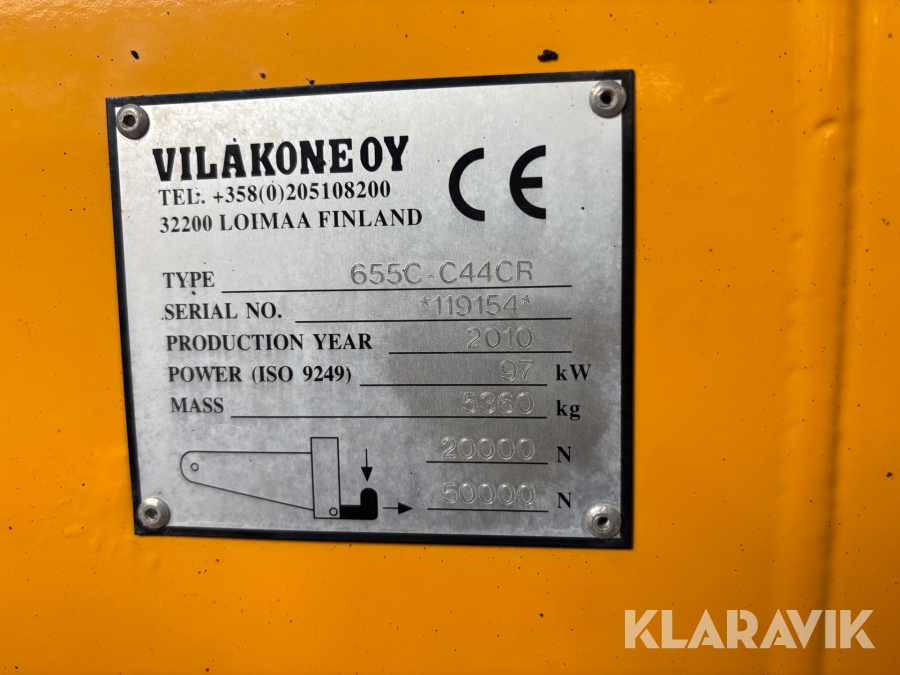 VILAKONE OY
TEL. +358(0)205108200
32200 LOIMAA FINLAND
CE
TYPE 655C-C44CR
SERIAL NO. *119154*
PRODUCTION YEAR 2010
POWER (ISO 9249) 97 kW
MASS 5360 kg
20000 N
50000 N
KLARAVIK